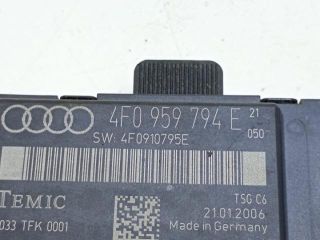 4F0 959 794 E 21
050
SW: 4F0910795E
TEMIC
TSG C6
033 TFK 0001
21.01.2006
Made in Germany